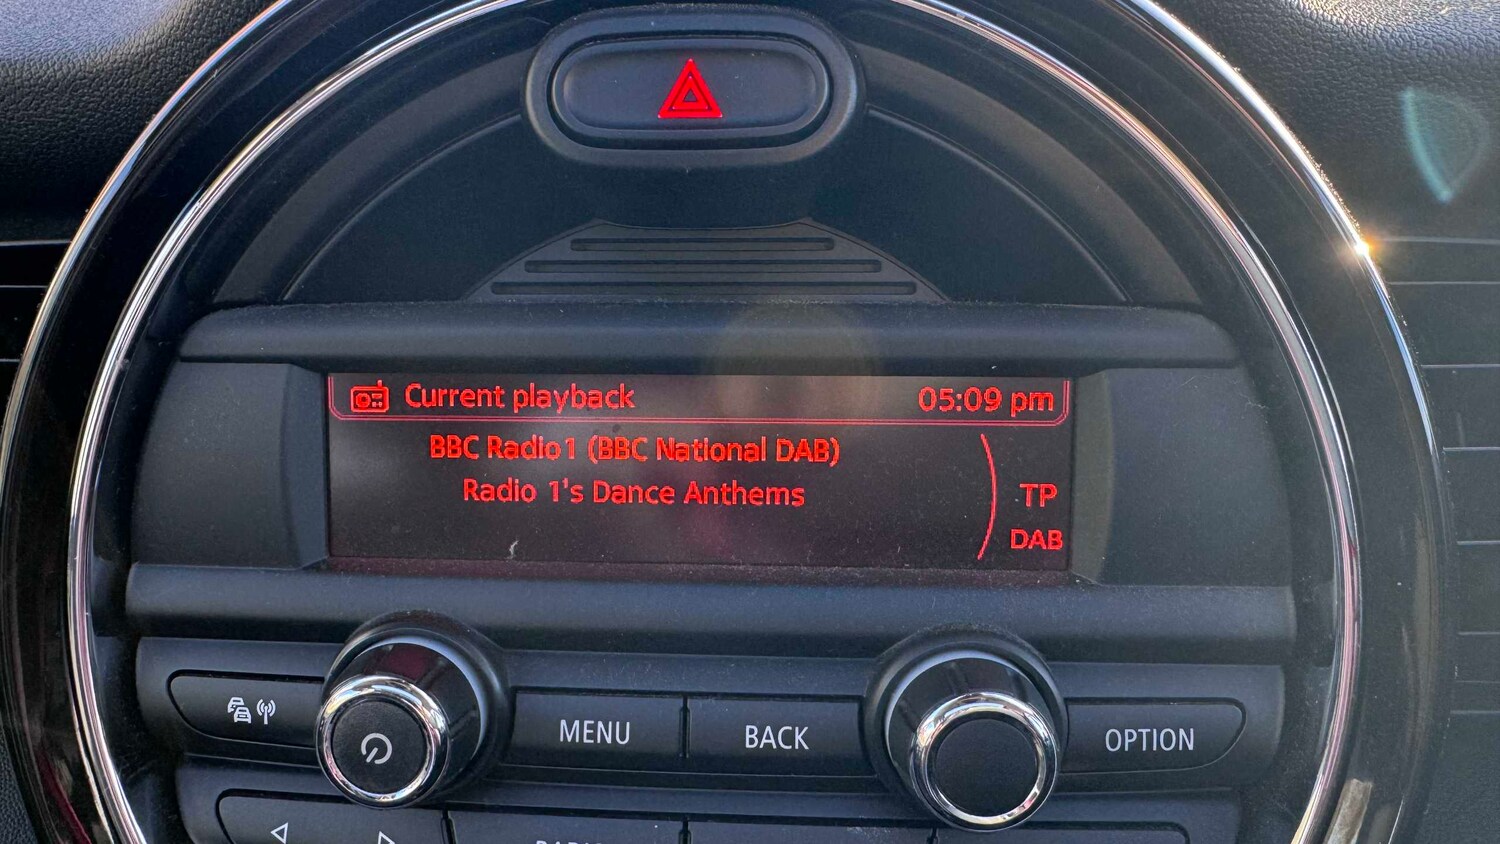 Current playback 05:09 pm
BBC Radio1 (BBC National DAB)
Radio 1's Dance Anthems
TP
DAB
MENU
BACK
OPTION